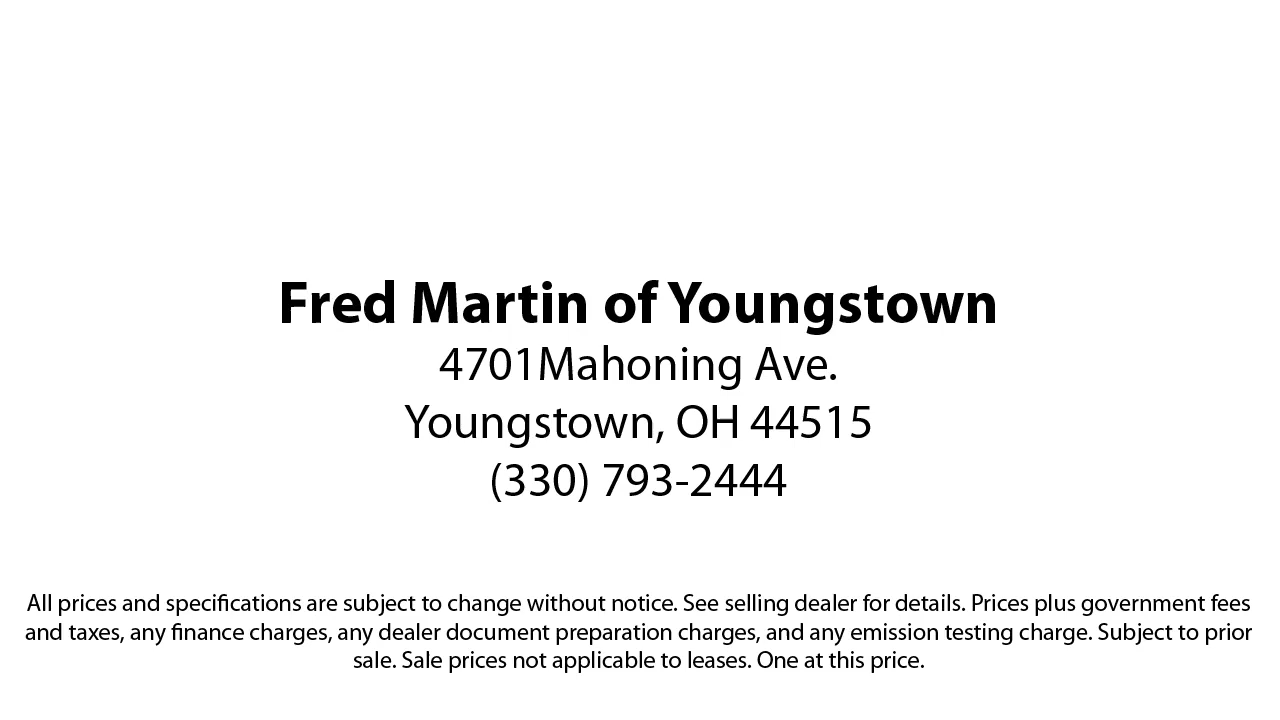 Fred Martin of Youngstown
4701Mahoning Ave.
Youngstown, OH 44515
(330) 793-2444
All prices and specifications are subject to change without notice. See selling dealer for details. Prices plus government fees
and taxes, any finance charges, any dealer document preparation charges, and any emission testing charge. Subject to prior
sale. Sale prices not applicable to leases. One at this price.